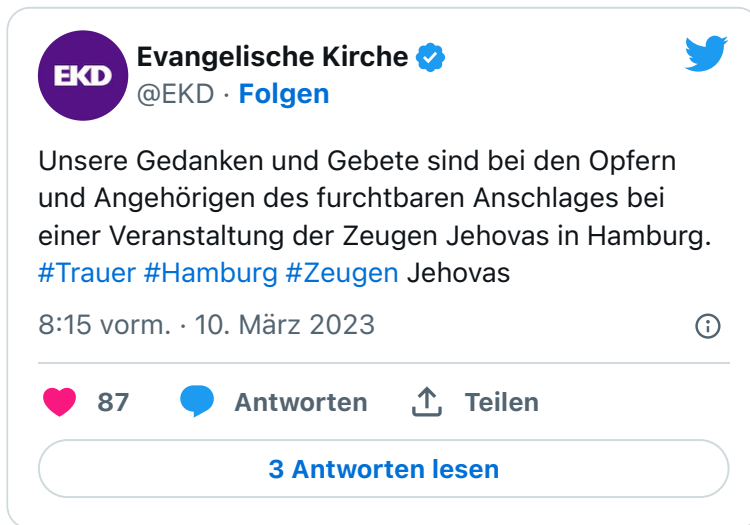 EKD
Evangelische Kirche
@EKD · Folgen
Unsere Gedanken und Gebete sind bei den Opfern
und Angehörigen des furchtbaren Anschlages bei
einer Veranstaltung der Zeugen Jehovas in Hamburg.
#Trauer #Hamburg #Zeugen Jehovas
8:15 vorm. · 10. März 2023
87 Antworten Teilen
3 Antworten lesen